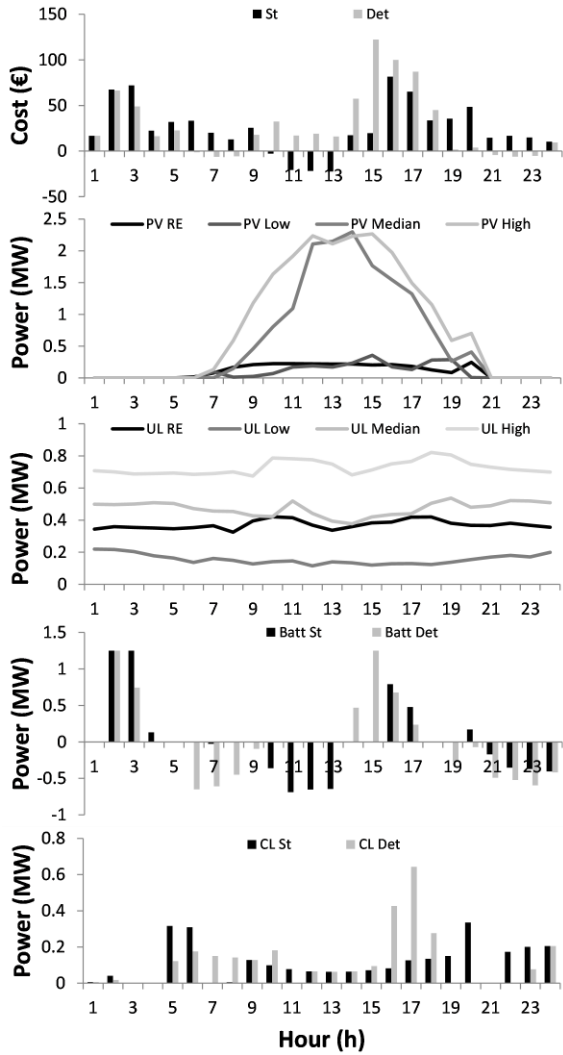 St Det
Cost (€)
150
100
50
0
-50
1 3 5 7 9 11 13 15 17 19 21 23
PV RE PV Low PV Median PV High
Power (MW)
2.5
2
1.5
1
0.5
0
1 3 5 7 9 11 13 15 17 19 21 23
UL RE UL Low UL Median UL High
Power (MW)
1
0.8
0.6
0.4
0.2
0
1 3 5 7 9 11 13 15 17 19 21 23
Batt St Batt Det
Power (MW)
1.5
1
0.5
0
-0.5
-1
1 3 5 7 9 11 13 15 17 19 21 23
CL St CL Det
Power (MW)
0.8
0.6
0.4
0.2
0
1 3 5 7 9 11 13 15 17 19 21 23
Hour (h)